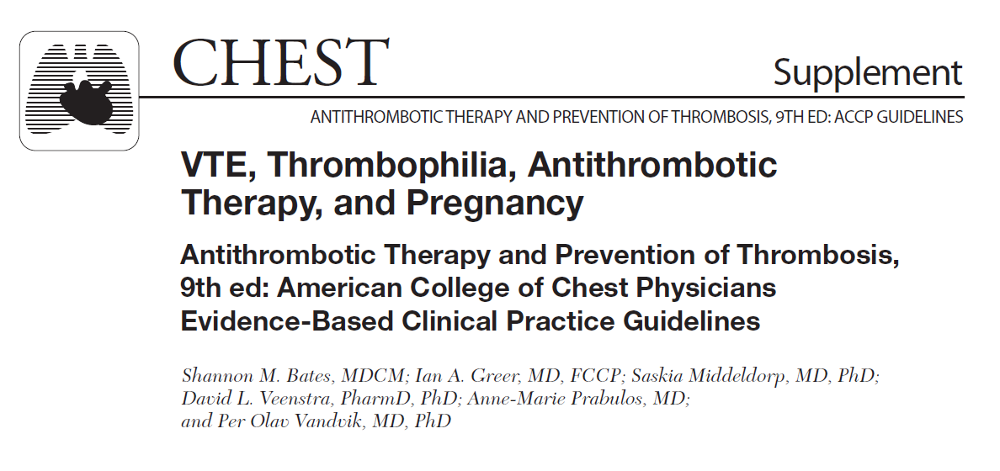 CHEST
Supplement
ANTITHROMBOTIC THERAPY AND PREVENTION OF THROMBOSIS, 9TH ED: ACCP GUIDELINES
VTE, Thrombophilia, Antithrombotic
Therapy, and Pregnancy
Antithrombotic Therapy and Prevention of Thrombosis,
9th ed: American College of Chest Physicians
Evidence-Based Clinical Practice Guidelines
Shannon M. Bates, MDCM; Ian A. Greer, MD, FCCP; Saskia Middeldorp, MD, PhD;
David L. Veenstra, PharmD, PhD; Anne-Marie Prabulos, MD;
and Per Olav Vandvik, MD, PhD